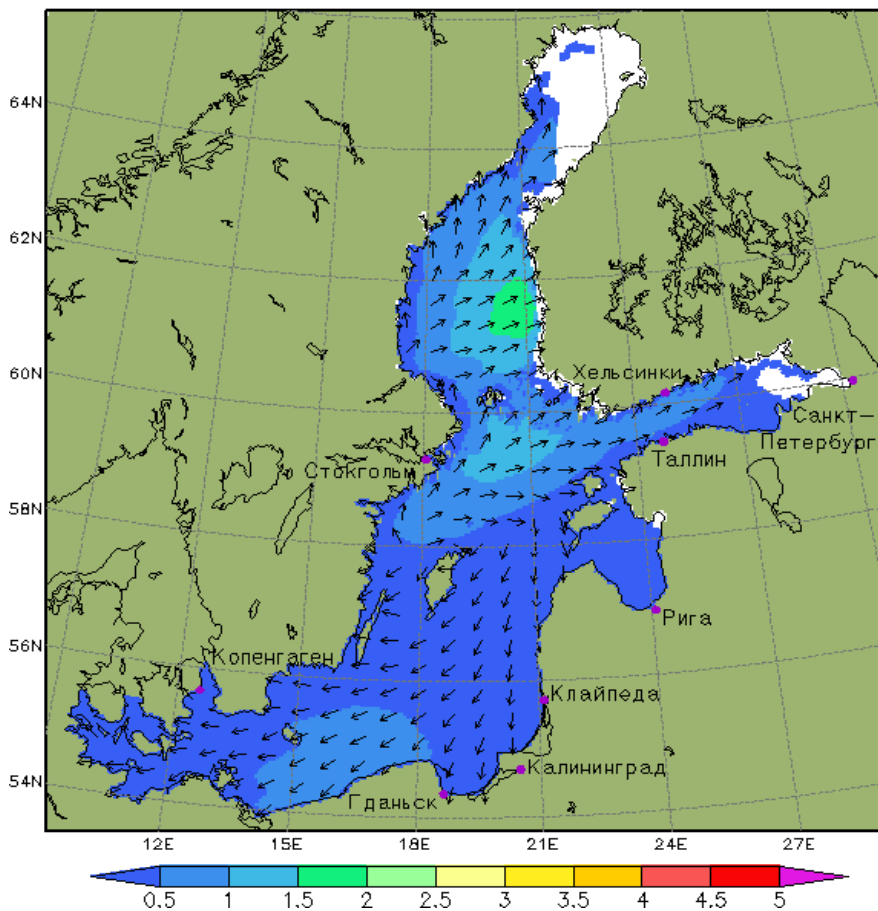 64N
62N
60N
58N
56N
54N
Хельсинки
Санкт-
Петербург
Таллин
Стокгольм
Рига
Копенгаген
Клайпеда
Калининград
Гданьск
12E
15E
18E
21E
24E
27E
0,5
1
1,5
2
2,5
3
3,5
4
4,5
5